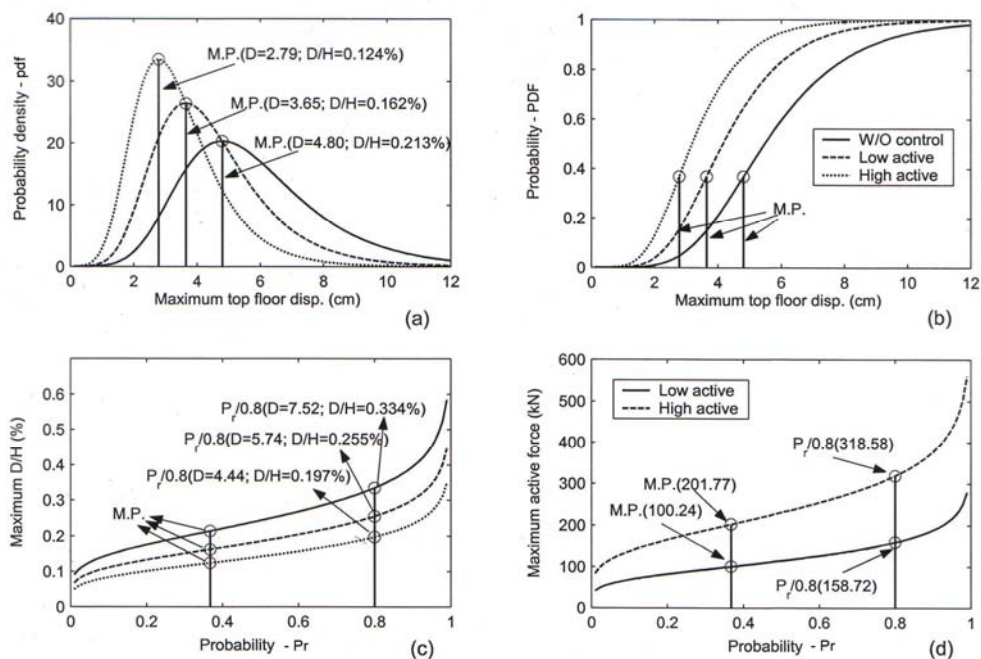 Probability density - pdf
40
30
20
10
0
M.P.(D=2.79; D/H=0.124%)
M.P.(D=3.65; D/H=0.162%)
M.P.(D=4.80; D/H=0.213%)
0 2 4 6 8 10 12
Maximum top floor disp. (cm)
(a)
Probability - PDF
1
0.8
0.6
0.4
0.2
0
W/O control
Low active
High active
M.P.
0 2 4 6 8 10 12
Maximum top floor disp. (cm)
(b)
Maximum D/H (%)
0.6
0.5
0.4
0.3
0.2
0.1
0
Pr/0.8(D=7.52; D/H=0.334%)
Pr/0.8(D=5.74; D/H=0.255%)
Pr/0.8(D=4.44; D/H=0.197%)
M.P.
0 0.2 0.4 0.6 0.8 1
Probability - Pr
(c)
Maximum active force (kN)
600
500
400
300
200
100
0
Low active
High active
Pr/0.8(318.58)
M.P.(201.77)
M.P.(100.24)
Pr/0.8(158.72)
0 0.2 0.4 0.6 0.8 1
Probability - Pr
(d)